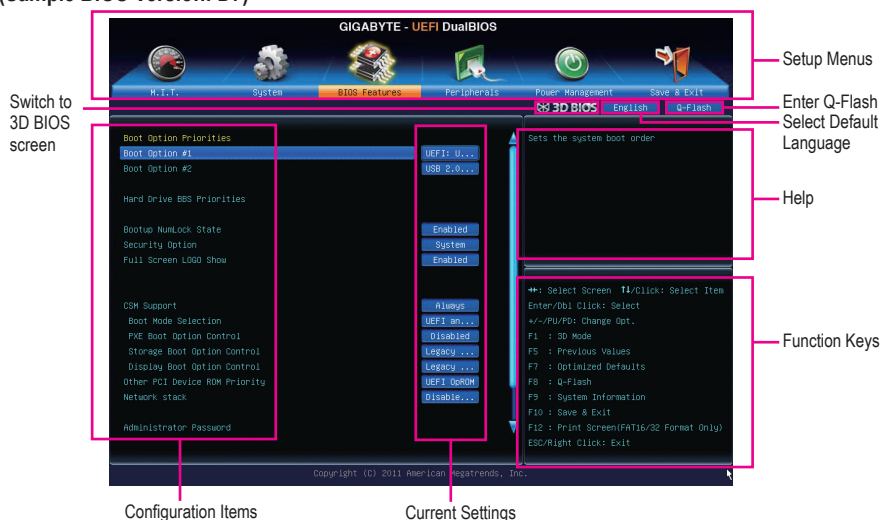 (Sample BIOS Version: D1)
GIGABYTE - UEFI DualBIOS
M.I.T. System BIOS Features Peripherals Power Management Save & Exit
Setup Menus
Switch to 3D BIOS screen
3D BIOS English Q-Flash
Enter Q-Flash
Select Default Language
Boot Option Priorities
Boot Option #1 UEFI: U...
Boot Option #2 USB 2.0...
Hard Drive BBS Priorities
Bootup NumLock State Enabled
Security Option System
Full Screen LOGO Show Enabled
CSM Support Always
Boot Mode Selection UEFI an...
PXE Boot Option Control Disabled
Storage Boot Option Control Legacy ...
Display Boot Option Control Legacy ...
Other PCI Device ROM Priority UEFI OpROM
Network stack Disable...
Administrator Password
Sets the system boot order
Help
↔: Select Screen ↑↓/Click: Select Item
Enter/Dbl Click: Select
+/-/PU/PD: Change Opt.
F1 : 3D Mode
F5 : Previous Values
F7 : Optimized Defaults
F8 : Q-Flash
F9 : System Information
F10 : Save & Exit
F12 : Print Screen(FAT16/32 Format Only)
ESC/Right Click: Exit
Function Keys
Copyright (C) 2011 American Megatrends, Inc.
Configuration Items
Current Settings